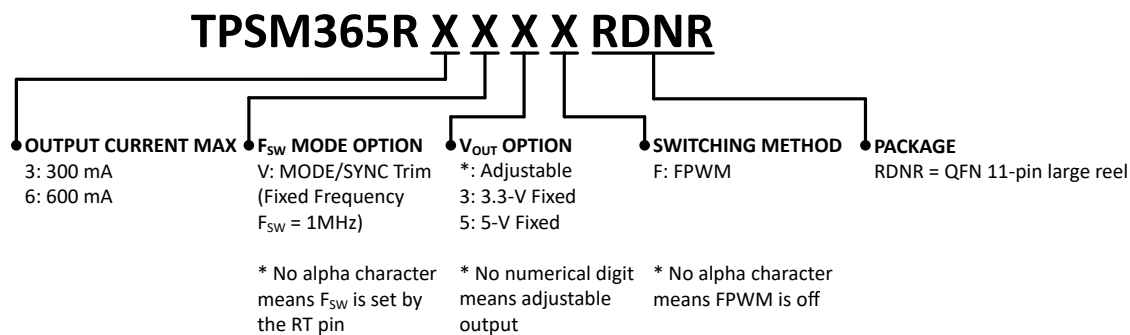 TPSM365R X X X X RDNR
OUTPUT CURRENT MAX
3: 300 mA
6: 600 mA
FSW MODE OPTION
V: MODE/SYNC Trim
(Fixed Frequency
FSW = 1MHz)
* No alpha character
means FSW is set by
the RT pin
VOUT OPTION
*: Adjustable
3: 3.3-V Fixed
5: 5-V Fixed
* No numerical digit
means adjustable
output
SWITCHING METHOD
F: FPWM
* No alpha character
means FPWM is off
PACKAGE
RDNR = QFN 11-pin large reel